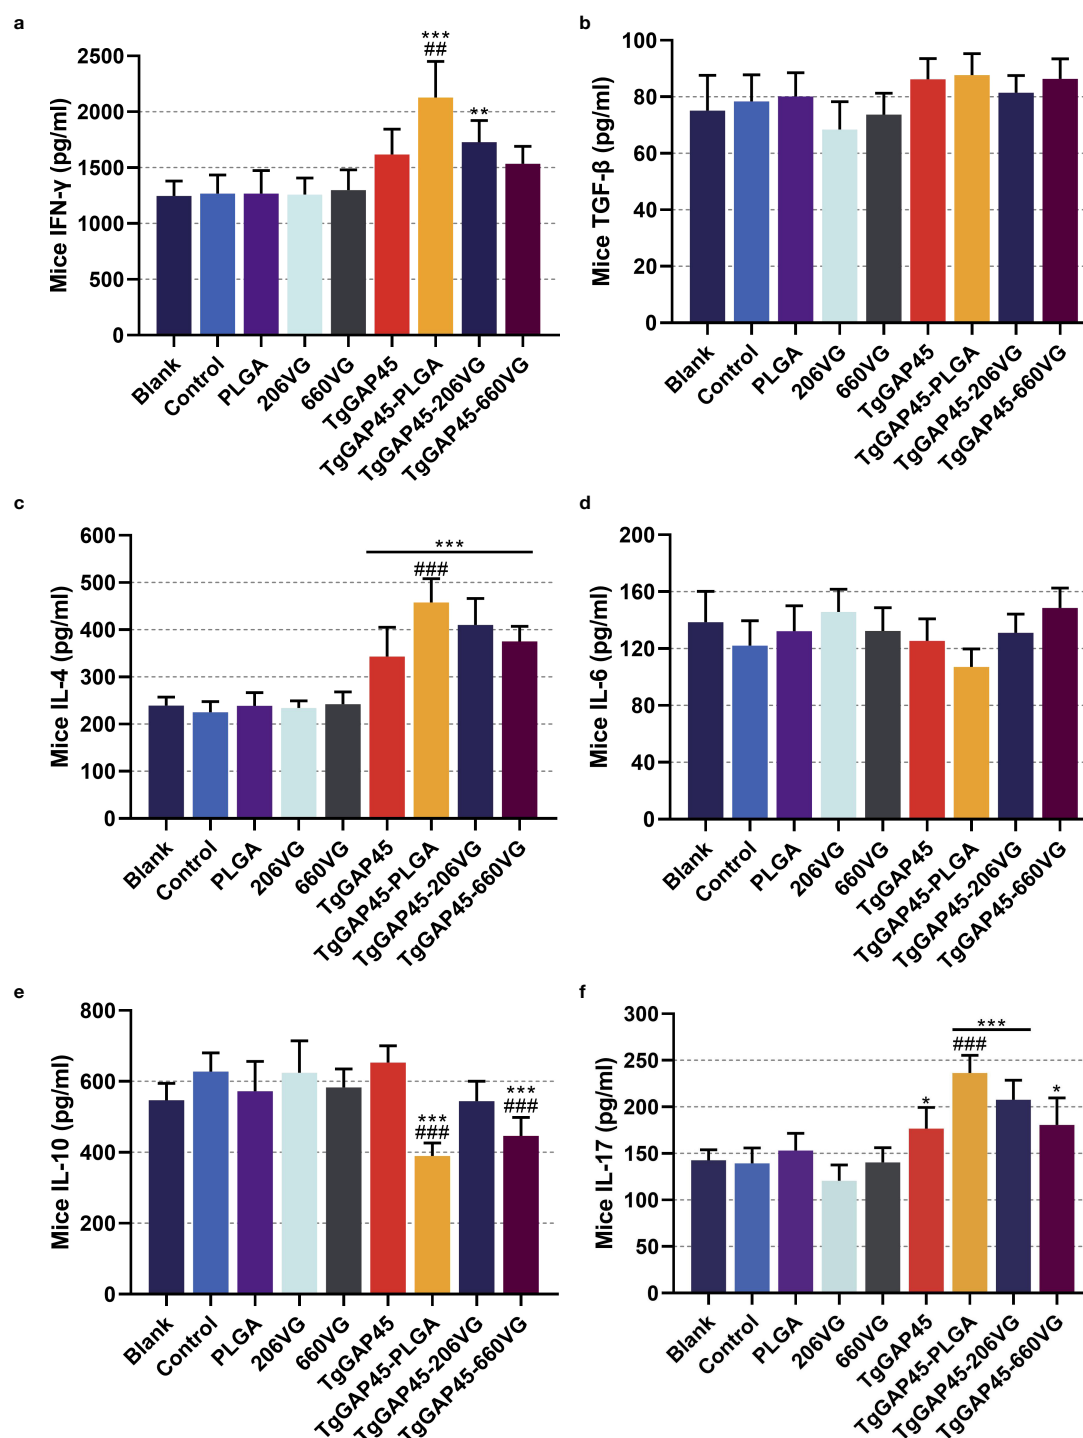 a
Mice IFN-γ (pg/ml)
2500
2000
1500
1000
500
0
***
##
**
Blank
Control
PLGA
206VG
660VG
TgGAP45
TgGAP45-PLGA
TgGAP45-206VG
TgGAP45-660VG
b
Mice TGF-β (pg/ml)
100
80
60
40
20
0
Blank
Control
PLGA
206VG
660VG
TgGAP45
TgGAP45-PLGA
TgGAP45-206VG
TgGAP45-660VG
c
Mice IL-4 (pg/ml)
600
500
400
300
200
100
0
***
###
Blank
Control
PLGA
206VG
660VG
TgGAP45
TgGAP45-PLGA
TgGAP45-206VG
TgGAP45-660VG
d
Mice IL-6 (pg/ml)
200
160
120
80
40
0
Blank
Control
PLGA
206VG
660VG
TgGAP45
TgGAP45-PLGA
TgGAP45-206VG
TgGAP45-660VG
e
Mice IL-10 (pg/ml)
800
600
400
200
0
***
###
***
###
Blank
Control
PLGA
206VG
660VG
TgGAP45
TgGAP45-PLGA
TgGAP45-206VG
TgGAP45-660VG
f
Mice IL-17 (pg/ml)
300
250
200
150
100
50
0
*
***
###
*
Blank
Control
PLGA
206VG
660VG
TgGAP45
TgGAP45-PLGA
TgGAP45-206VG
TgGAP45-660VG